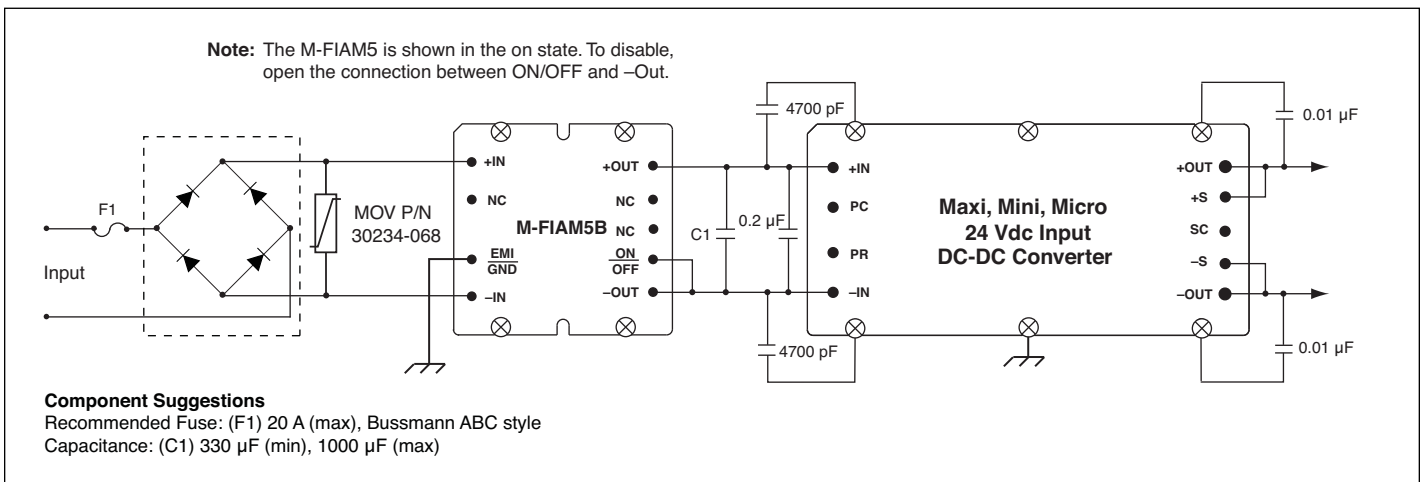 Note: The M-FIAM5 is shown in the on state. To disable,
open the connection between ON/OFF and –Out.
F1
Input
MOV P/N
30234-068
+IN
NC
EMI
GND
–IN
M-FIAM5B
+OUT
NC
NC
ON
OFF
–OUT
4700 pF
C1
0.2 µF
4700 pF
+IN
PC
PR
–IN
Maxi, Mini, Micro
24 Vdc Input
DC-DC Converter
+OUT
+S
SC
–S
–OUT
0.01 µF
0.01 µF
Component Suggestions
Recommended Fuse: (F1) 20 A (max), Bussmann ABC style
Capacitance: (C1) 330 µF (min), 1000 µF (max)